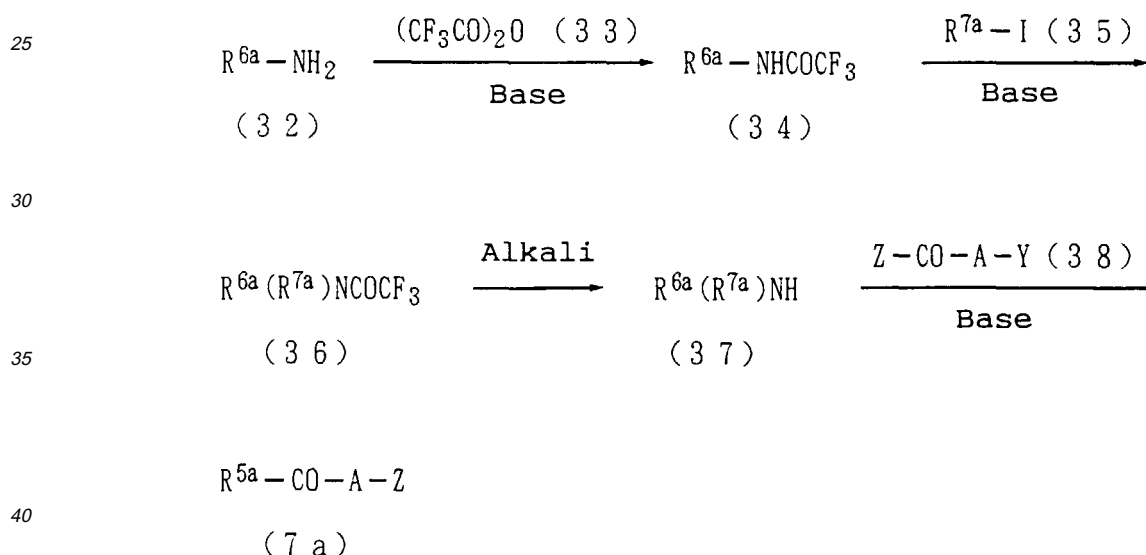 25
(CF₃CO)₂O (33) R⁷ᵃ-I (35)
R⁶ᵃ-NH₂ R⁶ᵃ-NHCOCF₃
Base Base
(32) (34)
30
Alkali Z-CO-A-Y (38)
R⁶ᵃ(R⁷ᵃ)NCOCF₃ R⁶ᵃ(R⁷ᵃ)NH
Base
(36) (37)
35
R⁵ᵃ-CO-A-Z
40
(7a)